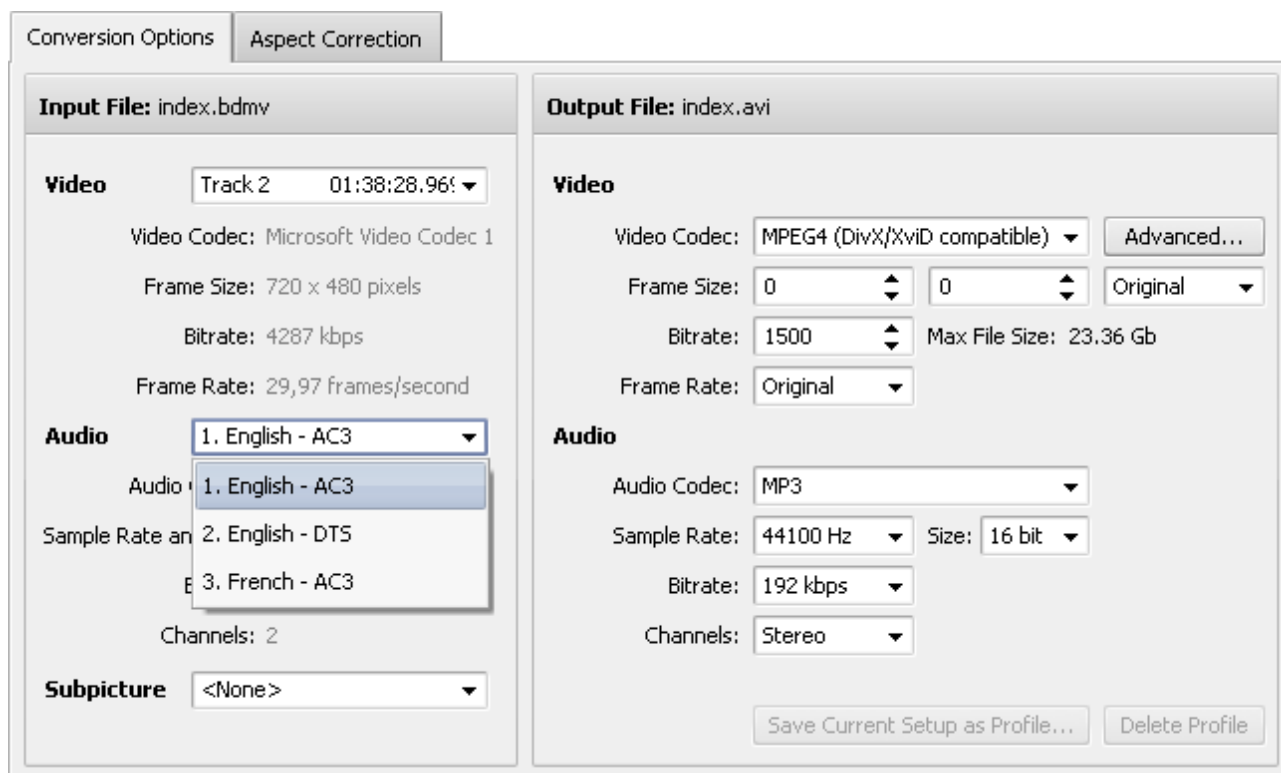 Conversion Options
Aspect Correction
Input File: index.bdmv
Video
Track 2 01:38:28.969
Video Codec: Microsoft Video Codec 1
Frame Size: 720 x 480 pixels
Bitrate: 4287 kbps
Frame Rate: 29,97 frames/second
Audio
1. English - AC3
Audio
1. English - AC3
Sample Rate an
2. English - DTS
3. French - AC3
Channels: 2
Subpicture
<None>
Output File: index.avi
Video
Video Codec: MPEG4 (DivX/XviD compatible) Advanced...
Frame Size: 0 0 Original
Bitrate: 1500 Max File Size: 23.36 Gb
Frame Rate: Original
Audio
Audio Codec: MP3
Sample Rate: 44100 Hz Size: 16 bit
Bitrate: 192 kbps
Channels: Stereo
Save Current Setup as Profile... Delete Profile